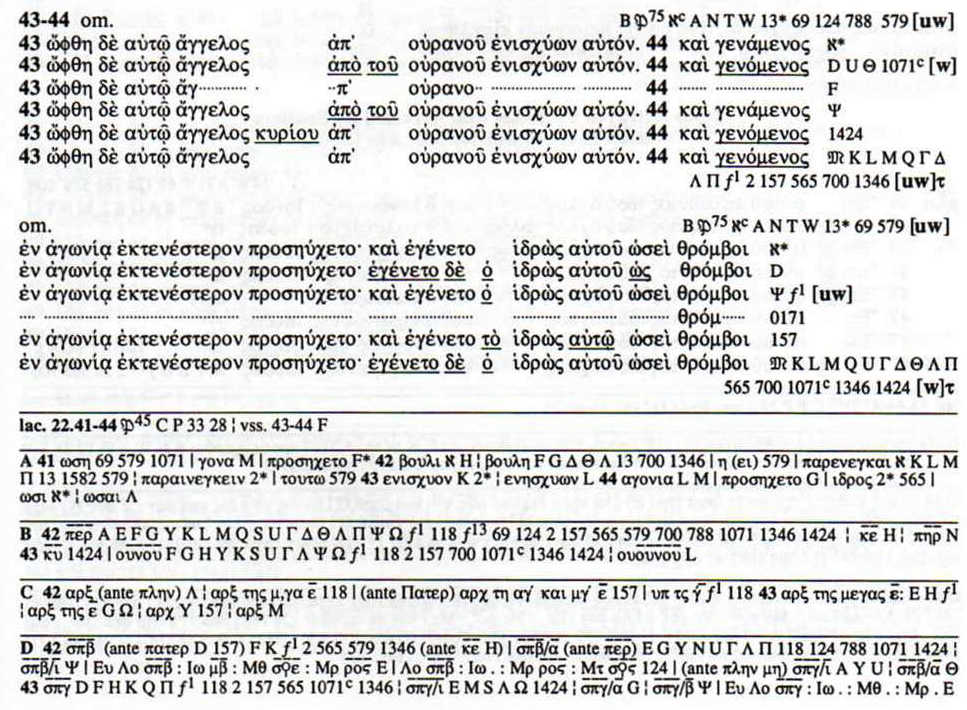 43-44 om. B 𝔓75 ℵc A N T W 13* 69 124 788 579 [uw]
43 ὤφθη δὲ αὐτῷ ἄγγελος ἀπ' οὐρανοῦ ἐνισχύων αὐτόν. 44 καὶ γενάμενος ℵ*
43 ὤφθη δὲ αὐτῷ ἄγγελος ἀπὸ τοῦ οὐρανοῦ ἐνισχύων αὐτόν. 44 καὶ γενόμενος D U Θ 1071c [w]
43 ὤφθη δὲ αὐτῷ ἄγ·········· · ··π' οὐρανο·· ·············· ·········· 44 ······ ················ F
43 ὤφθη δὲ αὐτῷ ἄγγελος ἀπὸ τοῦ οὐρανοῦ ἐνισχύων αὐτόν. 44 καὶ γενάμενος Ψ
43 ὤφθη δὲ αὐτῷ ἄγγελος κυρίου ἀπ' οὐρανοῦ ἐνισχύων αὐτόν. 44 καὶ γενόμενος 1424
43 ὤφθη δὲ αὐτῷ ἄγγελος ἀπ' οὐρανοῦ ἐνισχύων αὐτόν. 44 καὶ γενόμενος 𝔐 K L M Q Γ Δ
Λ Π f1 2 157 565 700 1346 [uw]τ
om. B 𝔓75 ℵc A N T W 13* 69 579 [uw]
ἐν ἀγωνίᾳ ἐκτενέστερον προσηύχετο· καὶ ἐγένετο ἱδρὼς αὐτοῦ ὡσεὶ θρόμβοι ℵ*
ἐν ἀγωνίᾳ ἐκτενέστερον προσηύχετο· ἐγένετο δὲ ὁ ἱδρὼς αὐτοῦ ὡς θρόμβοι D
ἐν ἀγωνίᾳ ἐκτενέστερον προσηύχετο· καὶ ἐγένετο ὁ ἱδρὼς αὐτοῦ ὡσεὶ θρόμβοι Ψ f1 [uw]
···· ············ ···················· ················ ······ ············ ·········· ·········· ········ θρόμ····· 0171
ἐν ἀγωνίᾳ ἐκτενέστερον προσηύχετο· καὶ ἐγένετο τὸ ἱδρὼς αὐτῷ ὡσεὶ θρόμβοι 157
ἐν ἀγωνίᾳ ἐκτενέστερον προσηύχετο· ἐγένετο δὲ ὁ ἱδρὼς αὐτοῦ ὡσεὶ θρόμβοι 𝔐 K L M Q U Γ Δ Θ Λ Π
565 700 1071c 1346 1424 [w]τ
lac. 22.41-44 𝔓45 C P 33 28 ¦ vss. 43-44 F
A 41 ωση 69 579 1071 | γονα M | προσηχετο F* 42 βουλι ℵ H ¦ βουλη F G Δ Θ Λ 13 700 1346 | η (ει) 579 | παρενεγκαι ℵ K L M
Π 13 1582 579 ¦ παραινεγκειν 2* | τουτω 579 43 ενισχυον K 2* ¦ ενησχυων L 44 αγονια L M | προσηχετο G | ιδρος 2* 565 |
ωσι ℵ* ¦ ωσαι Λ
B 42 π̅ε̅ρ̅ A E F G Y K L M Q S U Γ Δ Θ Λ Π Ψ Ω f1 118 f13 69 124 2 157 565 579 700 788 1071 1346 1424 ¦ κ̅ε̅ H ¦ π̅η̅ρ̅ N
43 κ̅υ̅ 1424 | ο̅υ̅ν̅ο̅υ̅ F G H Y K S U Γ Λ Ψ Ω f1 118 2 157 700 1071c 1346 1424 ¦ ουο̅υ̅ν̅ο̅υ̅ L
C 42 αρξ (ante πλην) Λ ¦ αρξ της μ,γα ε̅ 118 | (ante Πατερ) αρχ τη αγ' και μγ' ε̅ 157 | υπ τς γ̅ f1 118 43 αρξ της μεγας ε̅: E H f1
¦ αρξ της ε G Ω ¦ αρχ Y 157 ¦ αρξ M
D 42 σ̅π̅β̅ (ante πατερ D 157) F K f1 2 565 579 1346 (ante κ̅ε̅ H) | σ̅π̅β̅/α̅ (ante π̅ε̅ρ̅) E G Y N U Γ Λ Π 118 124 788 1071 1424 ¦
σ̅π̅β̅/ι̅ Ψ | Ευ Λο σ̅π̅β̅ : Ιω μ̅β̅ : Μθ σ̅ϙ̅ε̅ : Μρ ρ̅ο̅ς̅ E | Λο σ̅π̅β̅ : Ιω . : Μρ ρ̅ο̅ς̅ : Μτ σ̅ϙ̅ς̅ 124 | (ante πλην μη) σ̅π̅γ̅/ι̅ A Y U ¦ σ̅π̅β̅/α̅ Θ
43 σ̅π̅γ̅ D F H K Q Π f1 118 2 157 565 1071c 1346 ¦ σ̅π̅γ̅/ι̅ E M S Λ Ω 1424 ¦ σ̅π̅γ̅/α̅ G ¦ σ̅π̅γ̅/β̅ Ψ | Ευ Λο σ̅π̅γ̅ : Ιω . : Μθ . : Μρ . E